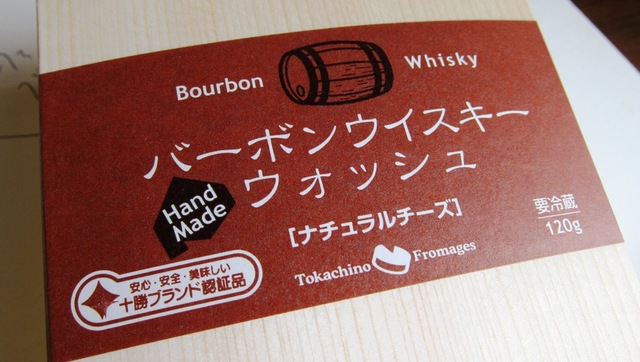 Bourbon Whisky
バーボンウイスキー
ウォッシュ
Hand
Made
[ナチュラルチーズ]
要冷蔵
120g
Tokachino Fromages
安心・安全・美味しい
十勝ブランド認証品